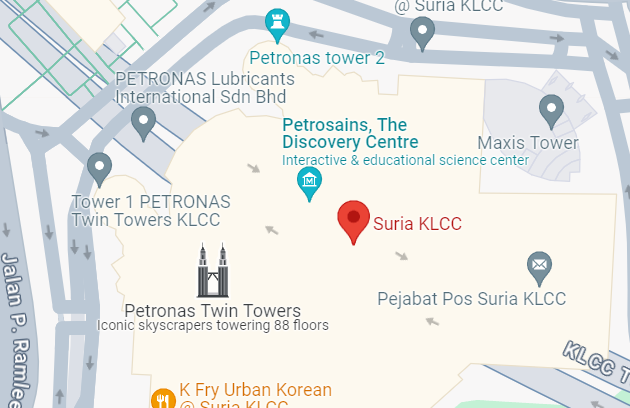 @ Suria KLCC
Petronas tower 2
PETRONAS Lubricants
International Sdn Bhd
Petrosains, The
Discovery Centre
Interactive & educational science center
Maxis Tower
Tower 1 PETRONAS
Twin Towers KLCC
Suria KLCC
Pejabat Pos Suria KLCC
Petronas Twin Towers
Iconic skyscrapers towering 88 floors
Jalan P. Ramlee
KLCC T
K Fry Urban Korean
@ Suria KLCC